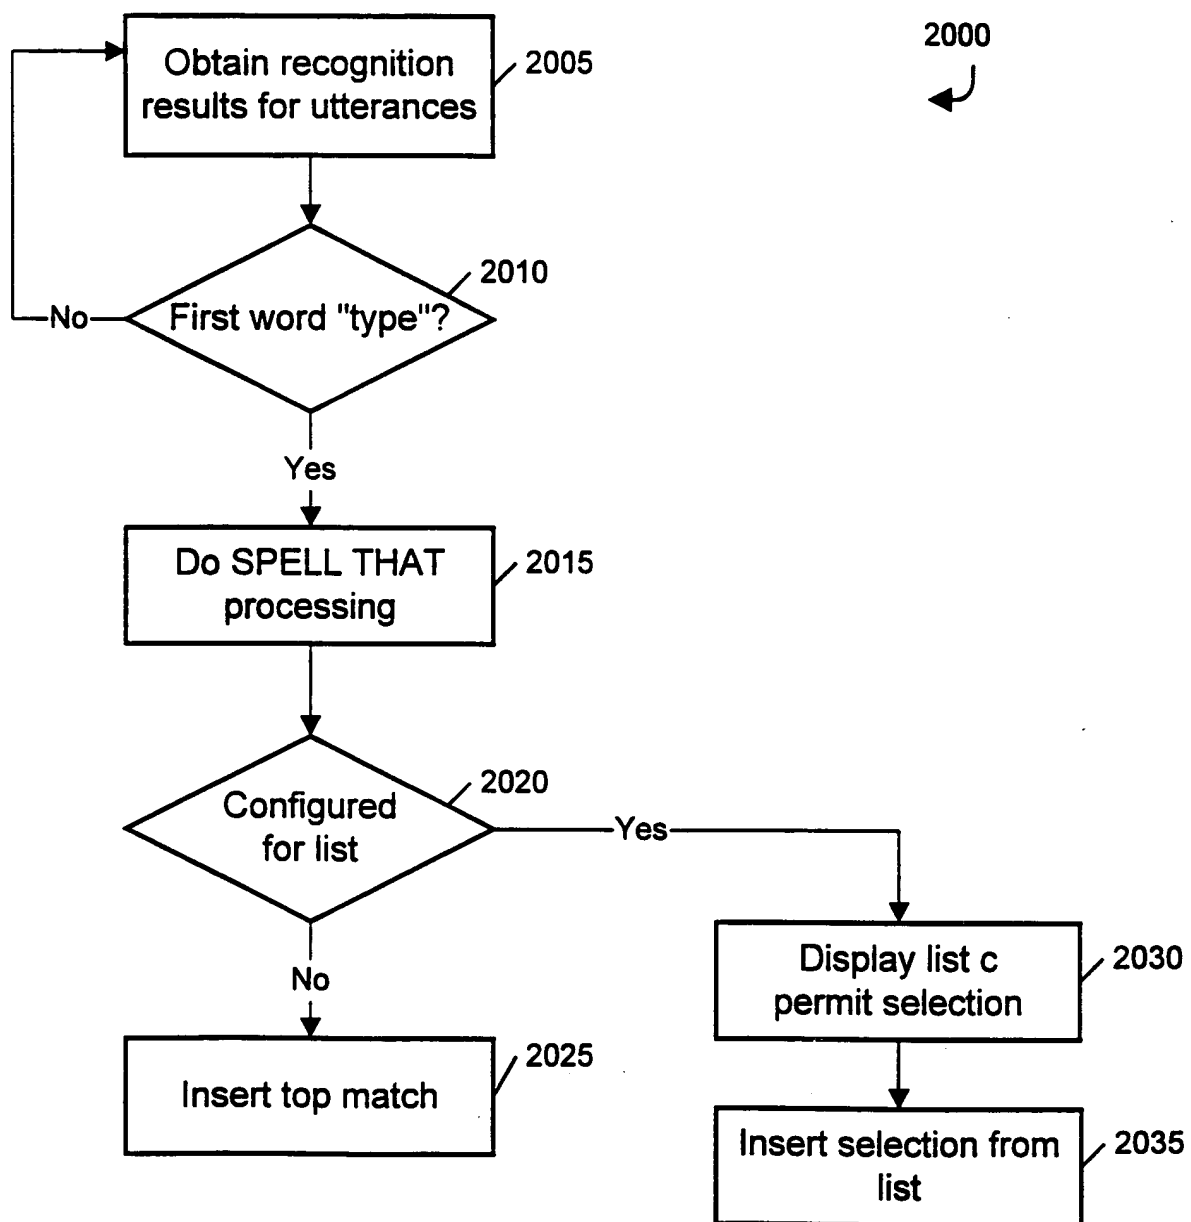 2000
Obtain recognition
results for utterances
2005
First word "type"?
2010
No
Yes
Do SPELL THAT
processing
2015
Configured
for list
2020
Yes
No
Display list c
permit selection
2030
Insert top match
2025
Insert selection from
list
2035